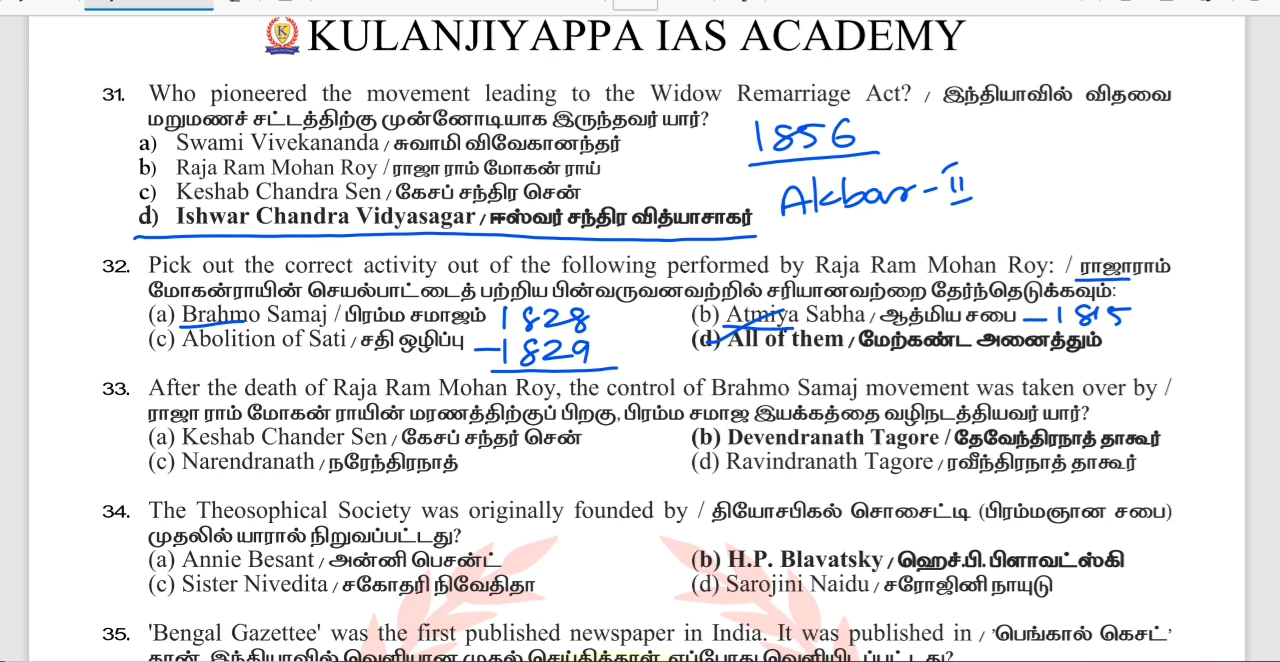 KULANJIYAPPA IAS ACADEMY
31. Who pioneered the movement leading to the Widow Remarriage Act? / இந்தியாவில் விதவை
மறுமணச் சட்டத்திற்கு முன்னோடியாக இருந்தவர் யார்?
a) Swami Vivekananda / சுவாமி விவேகானந்தர்
1856
b) Raja Ram Mohan Roy / ராஜா ராம் மோகன் ராய்
c) Keshab Chandra Sen / கேசப் சந்திர சென்
Akbar - II
d) Ishwar Chandra Vidyasagar / ஈஸ்வர் சந்திர வித்யாசாகர்
32. Pick out the correct activity out of the following performed by Raja Ram Mohan Roy: / ராஜாராம்
மோகன்ராயின் செயல்பாட்டைத் பற்றிய பின்வருவனவற்றில் சரியானவற்றை தேர்ந்தெடுக்கவும்:
(a) Brahmo Samaj / பிரம்ம சமாஜம் 1828 (b) Atmiya Sabha / ஆத்மிய சபை – 1815
(c) Abolition of Sati / சதி ஒழிப்பு – 1829 (d) All of them / மேற்கண்ட அனைத்தும்
33. After the death of Raja Ram Mohan Roy, the control of Brahmo Samaj movement was taken over by /
ராஜா ராம் மோகன் ராயின் மரணத்திற்குப் பிறகு, பிரம்ம சமாஜ இயக்கத்தை வழிநடத்தியவர் யார்?
(a) Keshab Chander Sen / கேசப் சந்தர் சென் (b) Devendranath Tagore / தேவேந்திரநாத் தாகூர்
(c) Narendranath / நரேந்திரநாத் (d) Ravindranath Tagore / ரவீந்திரநாத் தாகூர்
34. The Theosophical Society was originally founded by / தியோசபிகல் சொசைட்டி (பிரம்மஞான சபை)
முதலில் யாரால் நிறுவப்பட்டது?
(a) Annie Besant / அன்னி பெசன்ட் (b) H.P. Blavatsky / ஹெச்.பி. பிளாவட்ஸ்கி
(c) Sister Nivedita / சகோதரி நிவேதிதா (d) Sarojini Naidu / சரோஜினி நாயுடு
35. 'Bengal Gazettee' was the first published newspaper in India. It was published in / 'பெங்கால் கெசட்'